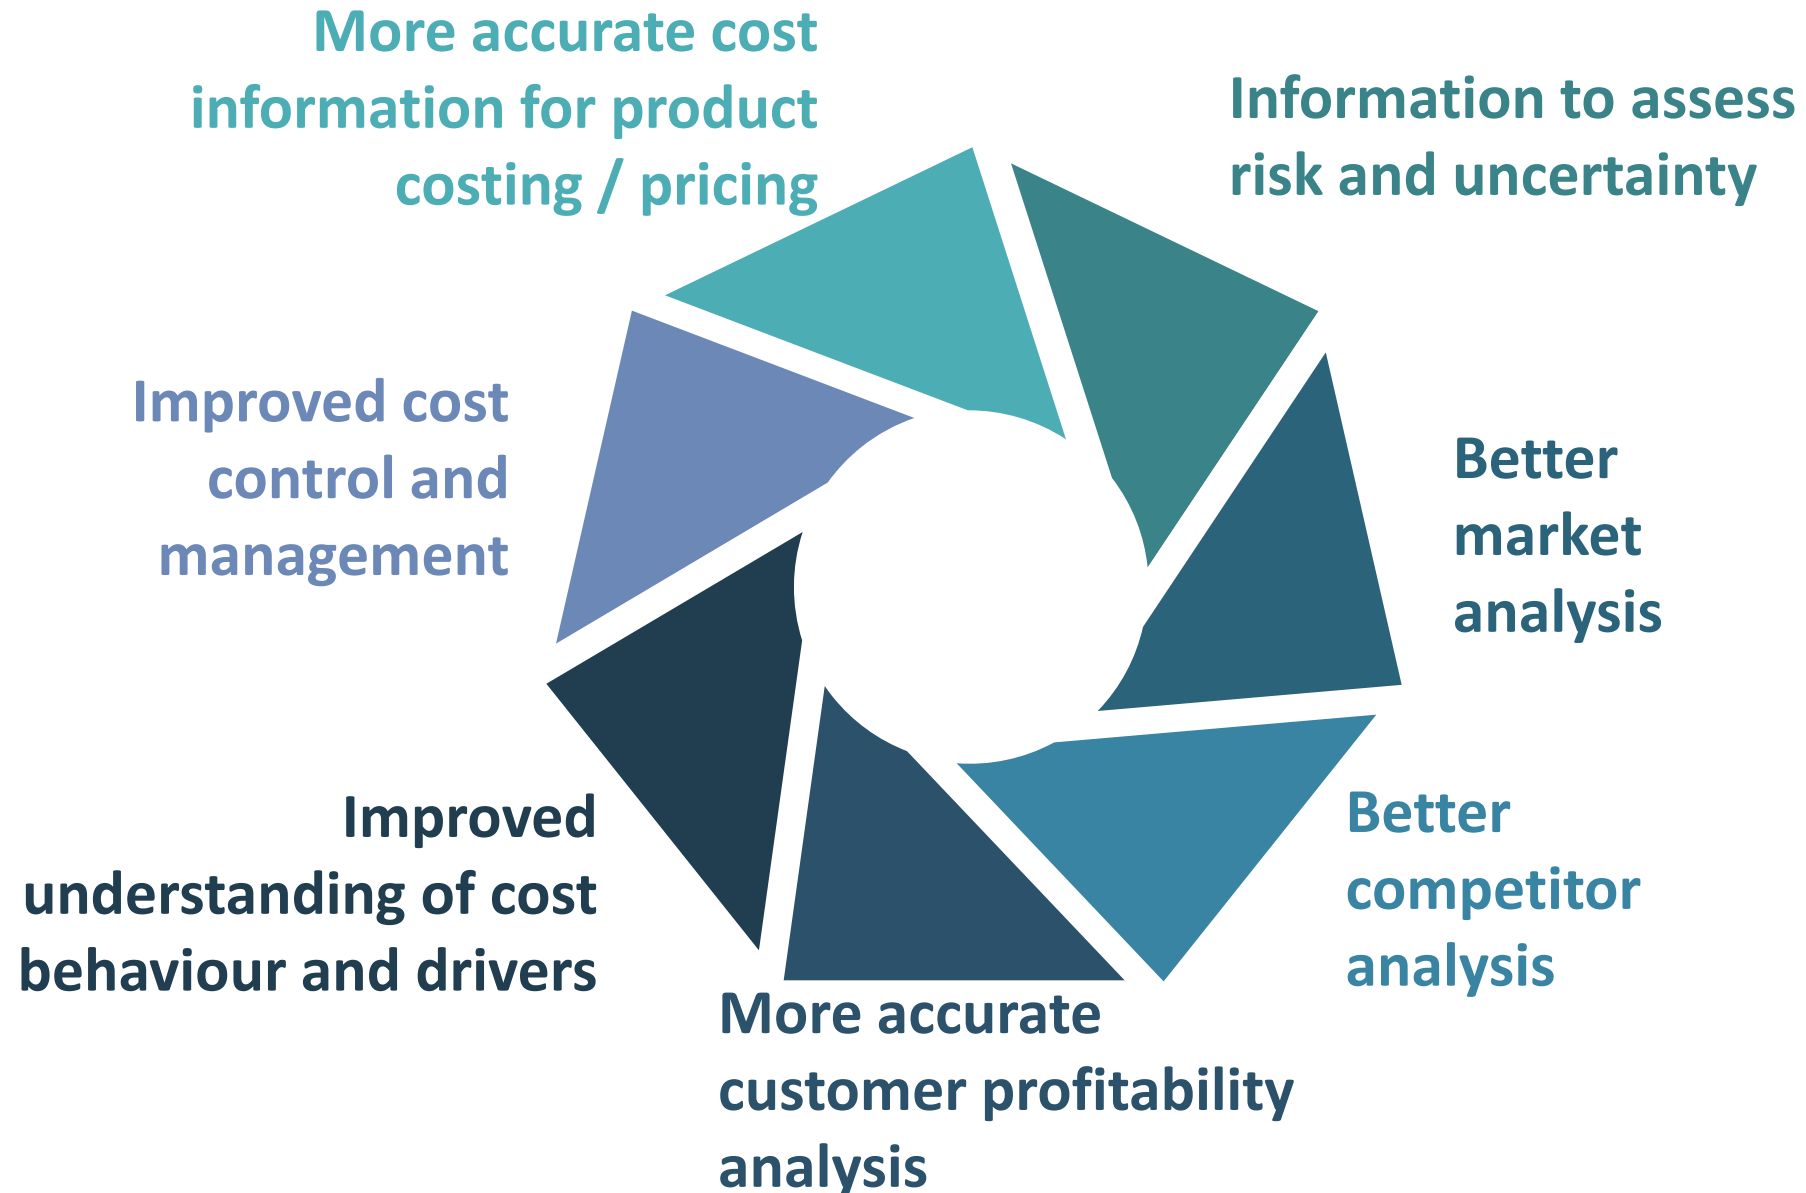 More accurate cost
information for product
costing / pricing
Information to assess
risk and uncertainty
Better
market
analysis
Better
competitor
analysis
More accurate
customer profitability
analysis
Improved
understanding of cost
behaviour and drivers
Improved cost
control and
management